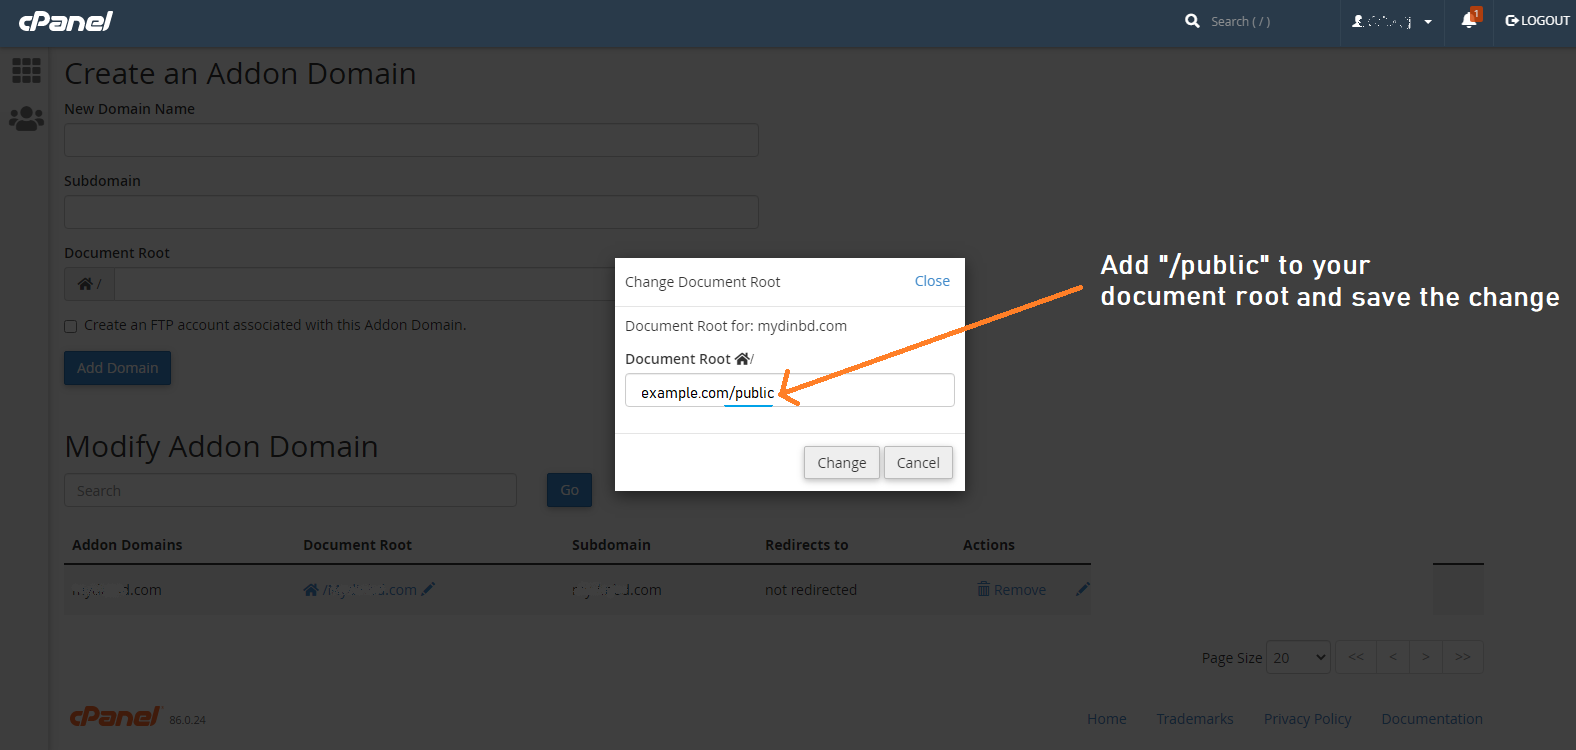 cPanel
Search ( / )
1
LOGOUT
Create an Addon Domain
New Domain Name
Subdomain
Document Root
/
Create an FTP account associated with this Addon Domain.
Add Domain
Change Document Root
Close
Document Root for: mydinbd.com
Document Root /
example.com/public
Change
Cancel
Add "/public" to your
document root and save the change
Modify Addon Domain
Search
Go
Addon Domains Document Root Subdomain Redirects to Actions
d.com / .com d.com not redirected Remove
Page Size 20 << < > >>
cPanel 86.0.24
Home Trademarks Privacy Policy Documentation